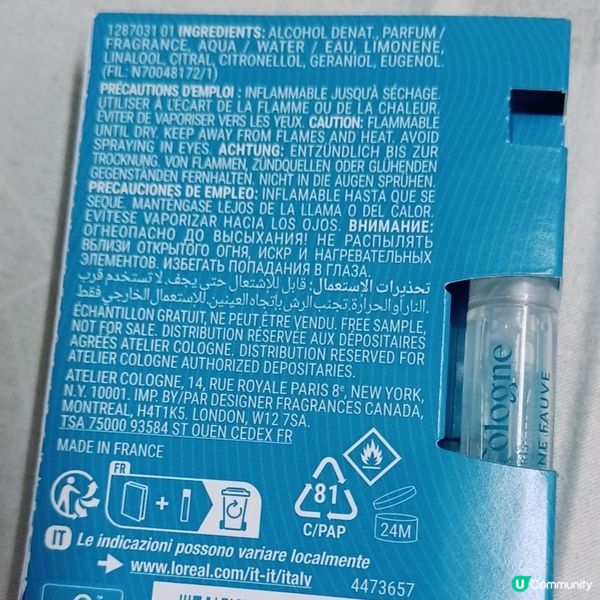 1287031 01 INGREDIENTS: ALCOHOL DENAT., PARFUM /
FRAGRANCE, AQUA / WATER / EAU, LIMONENE,
LINALOOL, CITRAL, CITRONELLOL, GERANIOL, EUGENOL.
(FIL: N70048172/1)
PRÉCAUTIONS D'EMPLOI : INFLAMMABLE JUSQU'À SÉCHAGE.
UTILISER À L'ÉCART DE LA FLAMME OU DE LA CHALEUR.
ÉVITER DE VAPORISER VERS LES YEUX. CAUTION: FLAMMABLE
UNTIL DRY. KEEP AWAY FROM FLAMES AND HEAT. AVOID
SPRAYING IN EYES. ACHTUNG: ENTZÜNDLICH BIS ZUR
TROCKNUNG. VON FLAMMEN, ZÜNDQUELLEN ODER GLÜHENDEN
GEGENSTÄNDEN FERNHALTEN. NICHT IN DIE AUGEN SPRÜHEN.
PRECAUCIONES DE EMPLEO: INFLAMABLE HASTA QUE SE
SEQUE. MANTÉNGASE LEJOS DE LA LLAMA O DEL CALOR.
EVÍTESE VAPORIZAR HACIA LOS OJOS. ВНИМАНИЕ:
ОГНЕОПАСНО ДО ВЫСЫХАНИЯ! НЕ РАСПЫЛЯТЬ
ВБЛИЗИ ОТКРЫТОГО ОГНЯ, ИСКР И НАГРЕВАТЕЛЬНЫХ
ЭЛЕМЕНТОВ. ИЗБЕГАТЬ ПОПАДАНИЯ В ГЛАЗА.
تحذيرات الإستعمال: قابل للاشتعال حتى يجف. لا تستخدم قرب
النار أو الحرارة. تجنب الرش بإتجاه العينين. للاستعمال الخارجي فقط.
ÉCHANTILLON GRATUIT, NE PEUT ÊTRE VENDU. FREE SAMPLE,
NOT FOR SALE. DISTRIBUTION RÉSERVÉE AUX DÉPOSITAIRES
AGRÉÉS ATELIER COLOGNE. DISTRIBUTION RESERVED FOR
ATELIER COLOGNE AUTHORIZED DEPOSITARIES.
ATELIER COLOGNE, 14, RUE ROYALE PARIS 8e, NEW YORK,
N.Y. 10001. IMP. BY/PAR DESIGNER FRAGRANCES CANADA,
MONTREAL, H4T1K5. LONDON, W12 7SA.
TSA 75000 93584 ST OUEN CEDEX FR
MADE IN FRANCE
FR
81
C/PAP
24M
IT Le indicazioni possono variare localmente
www.loreal.com/it-it/italy
4473657
Cologne
NE FAUVE
U Community